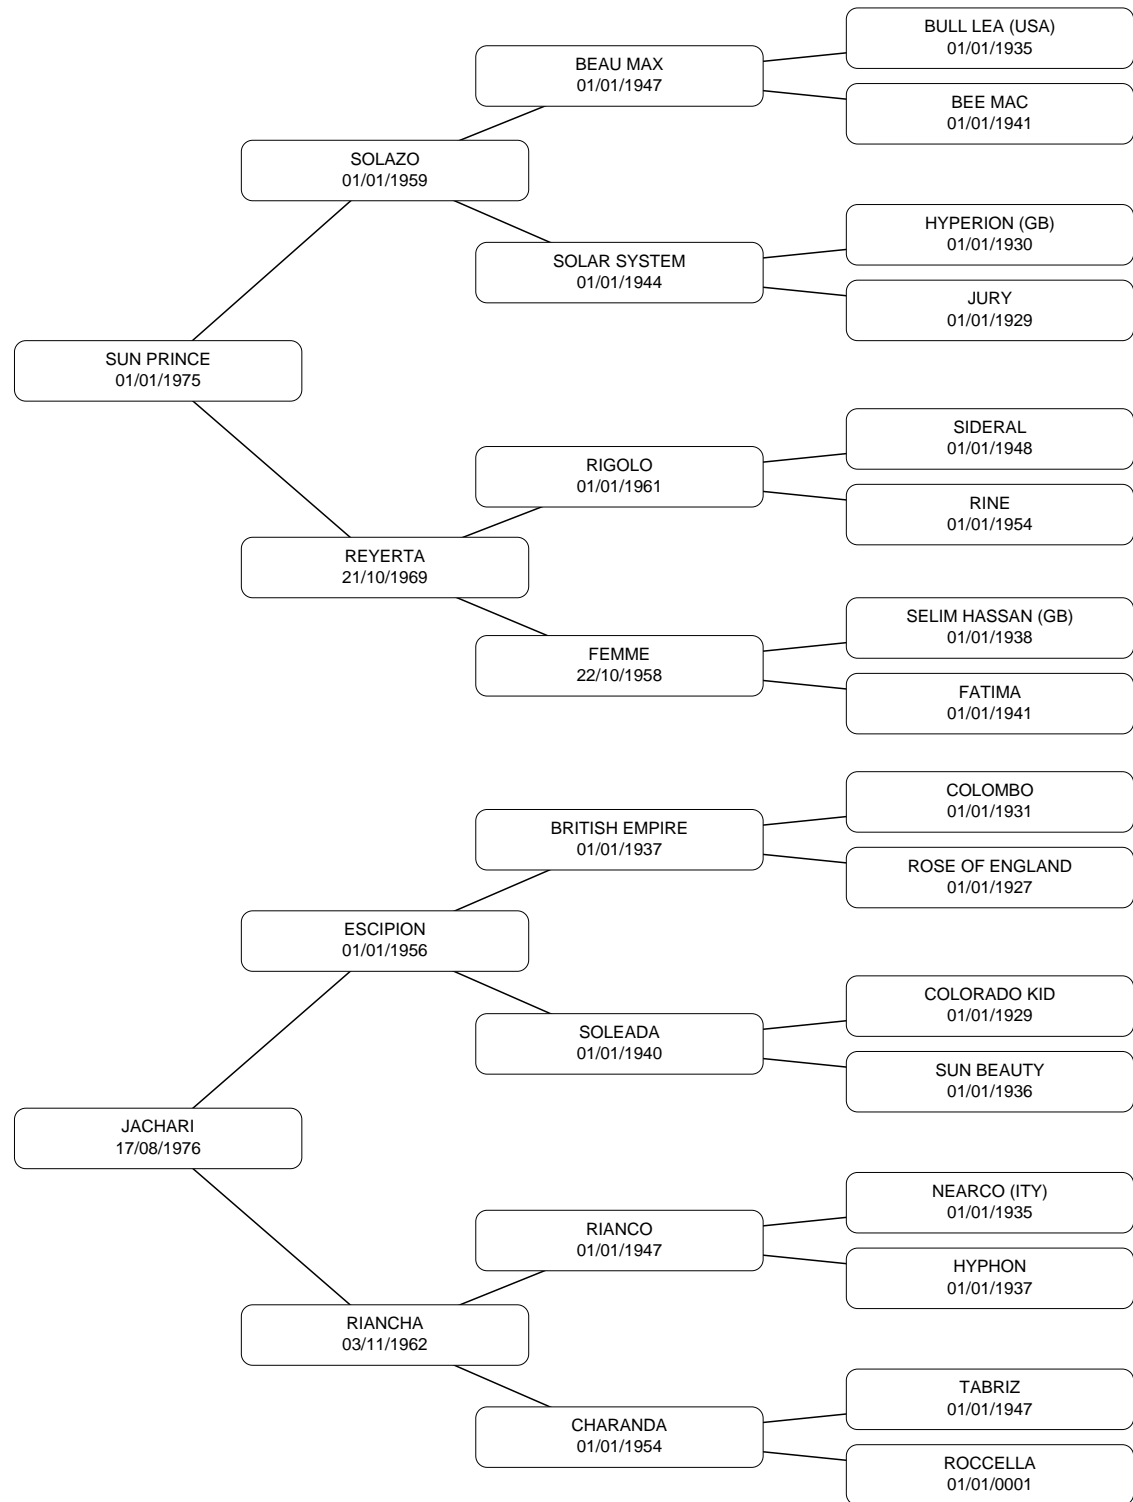 BULL LEA (USA)
01/01/1935
BEAU MAX
01/01/1947
BEE MAC
01/01/1941
SOLAZO
01/01/1959
HYPERION (GB)
01/01/1930
SOLAR SYSTEM
01/01/1944
JURY
01/01/1929
SUN PRINCE
01/01/1975
SIDERAL
01/01/1948
RIGOLO
01/01/1961
RINE
01/01/1954
REYERTA
21/10/1969
SELIM HASSAN (GB)
01/01/1938
FEMME
22/10/1958
FATIMA
01/01/1941
COLOMBO
01/01/1931
BRITISH EMPIRE
01/01/1937
ROSE OF ENGLAND
01/01/1927
ESCIPION
01/01/1956
COLORADO KID
01/01/1929
SOLEADA
01/01/1940
SUN BEAUTY
01/01/1936
JACHARI
17/08/1976
NEARCO (ITY)
01/01/1935
RIANCO
01/01/1947
HYPHON
01/01/1937
RIANCHA
03/11/1962
TABRIZ
01/01/1947
CHARANDA
01/01/1954
ROCCELLA
01/01/0001